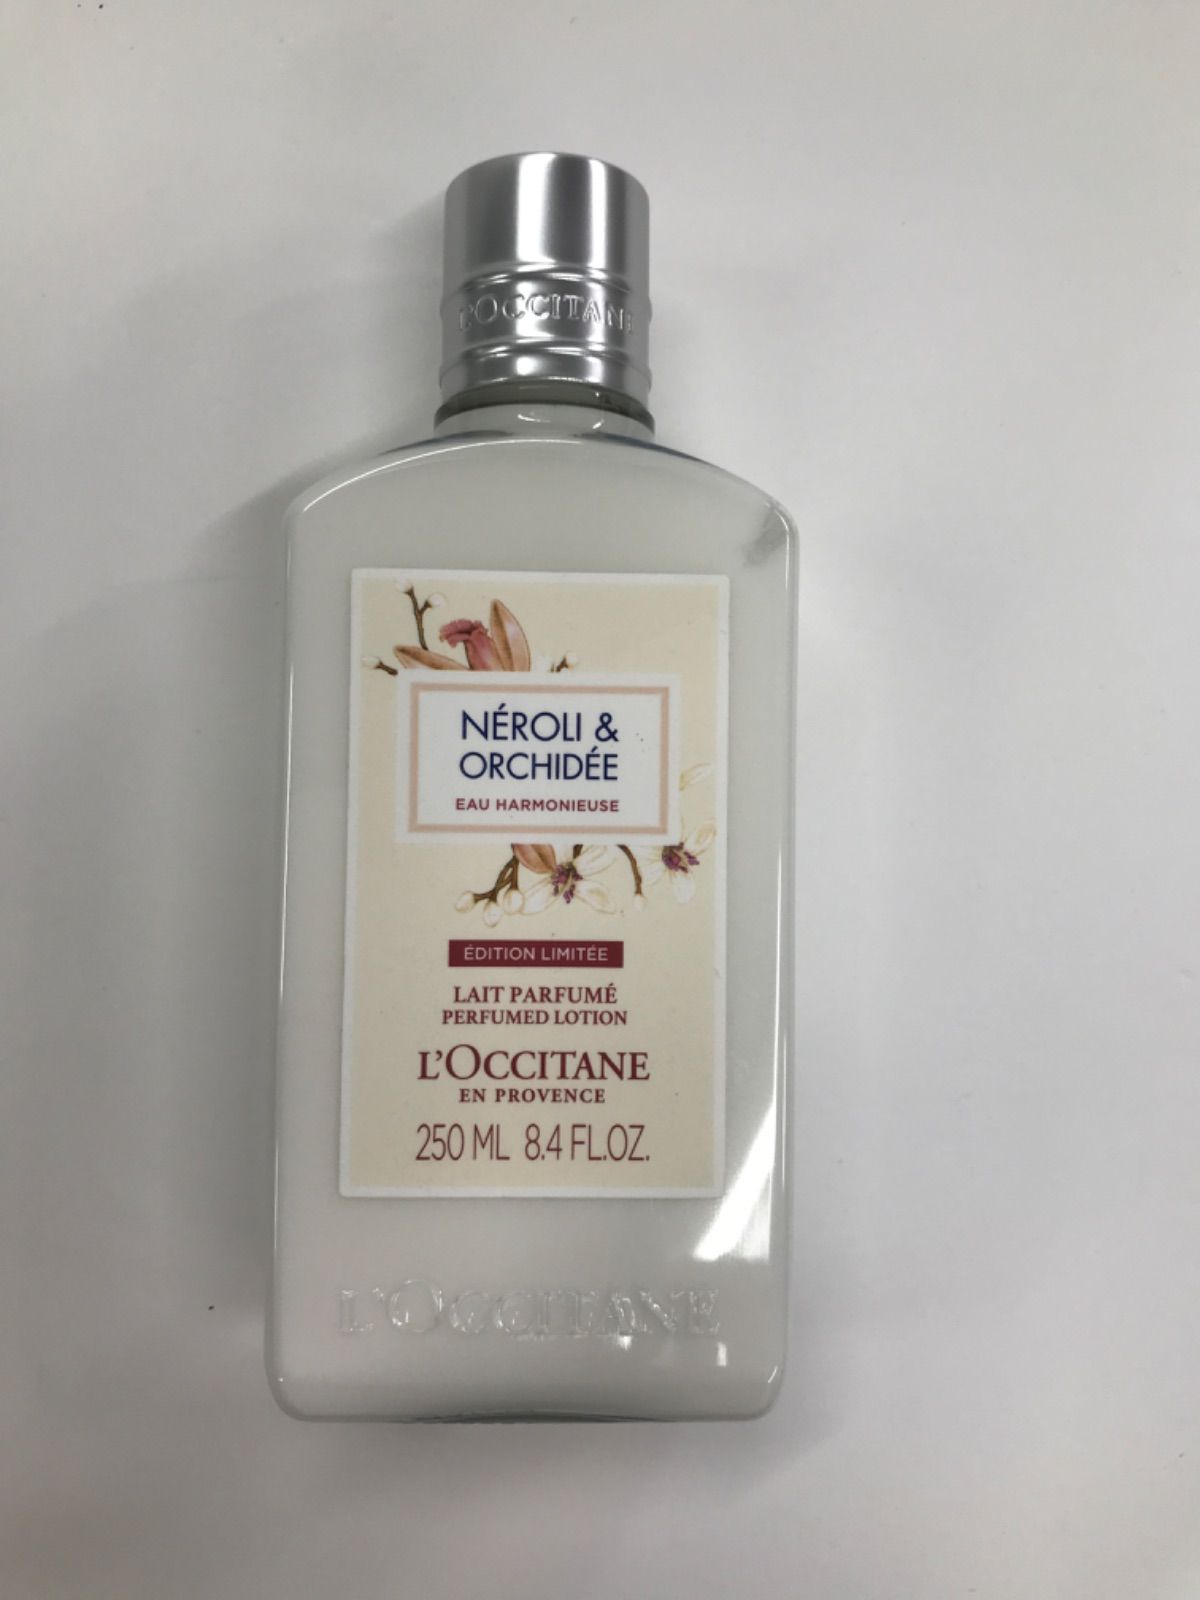 L'OCCITANE
NÉROLI &
ORCHIDÉE
EAU HARMONIEUSE
ÉDITION LIMITÉE
LAIT PARFUMÉ
PERFUMED LOTION
L'OCCITANE
EN PROVENCE
250 ML 8.4 FL.OZ.
L'OCCITANE